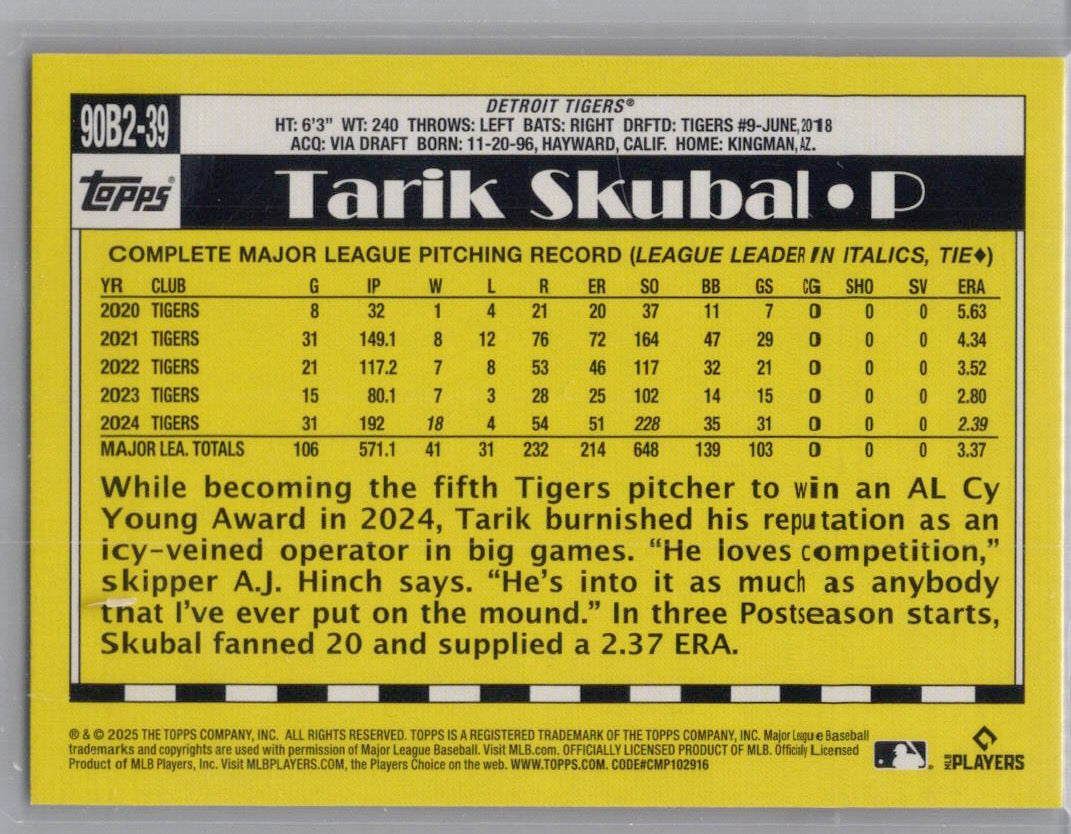 90B2-39
DETROIT TIGERS®
HT: 6'3" WT: 240 THROWS: LEFT BATS: RIGHT DRFTD: TIGERS #9-JUNE, 2018
ACQ: VIA DRAFT BORN: 11-20-96, HAYWARD, CALIF. HOME: KINGMAN, AZ.
Topps®
Tarik Skubal • P
COMPLETE MAJOR LEAGUE PITCHING RECORD (LEAGUE LEADER IN ITALICS, TIE♦)
YR CLUB G IP W L R ER SO BB GS CG SHO SV ERA
2020 TIGERS 8 32 1 4 21 20 37 11 7 0 0 0 5.63
2021 TIGERS 31 149.1 8 12 76 72 164 47 29 0 0 0 4.34
2022 TIGERS 21 117.2 7 8 53 46 117 32 21 0 0 0 3.52
2023 TIGERS 15 80.1 7 3 28 25 102 14 15 0 0 0 2.80
2024 TIGERS 31 192 18 4 54 51 228 35 31 0 0 0 2.39
MAJOR LEA. TOTALS 106 571.1 41 31 232 214 648 139 103 0 0 0 3.37
While becoming the fifth Tigers pitcher to win an AL Cy
Young Award in 2024, Tarik burnished his reputation as an
icy-veined operator in big games. “He loves competition,”
skipper A.J. Hinch says. “He's into it as much as anybody
that I've ever put on the mound.” In three Postseason starts,
Skubal fanned 20 and supplied a 2.37 ERA.
® & © 2025 THE TOPPS COMPANY, INC. ALL RIGHTS RESERVED. TOPPS IS A REGISTERED TRADEMARK OF THE TOPPS COMPANY, INC. Major League Baseball
trademarks and copyrights are used with permission of Major League Baseball. Visit MLB.com. OFFICIALLY LICENSED PRODUCT OF MLB. Officially Licensed
Product of MLB Players, Inc. Visit MLBPLAYERS.COM, the Players Choice on the web. WWW.TOPPS.COM. CODE#CMP102916
MLB PLAYERS